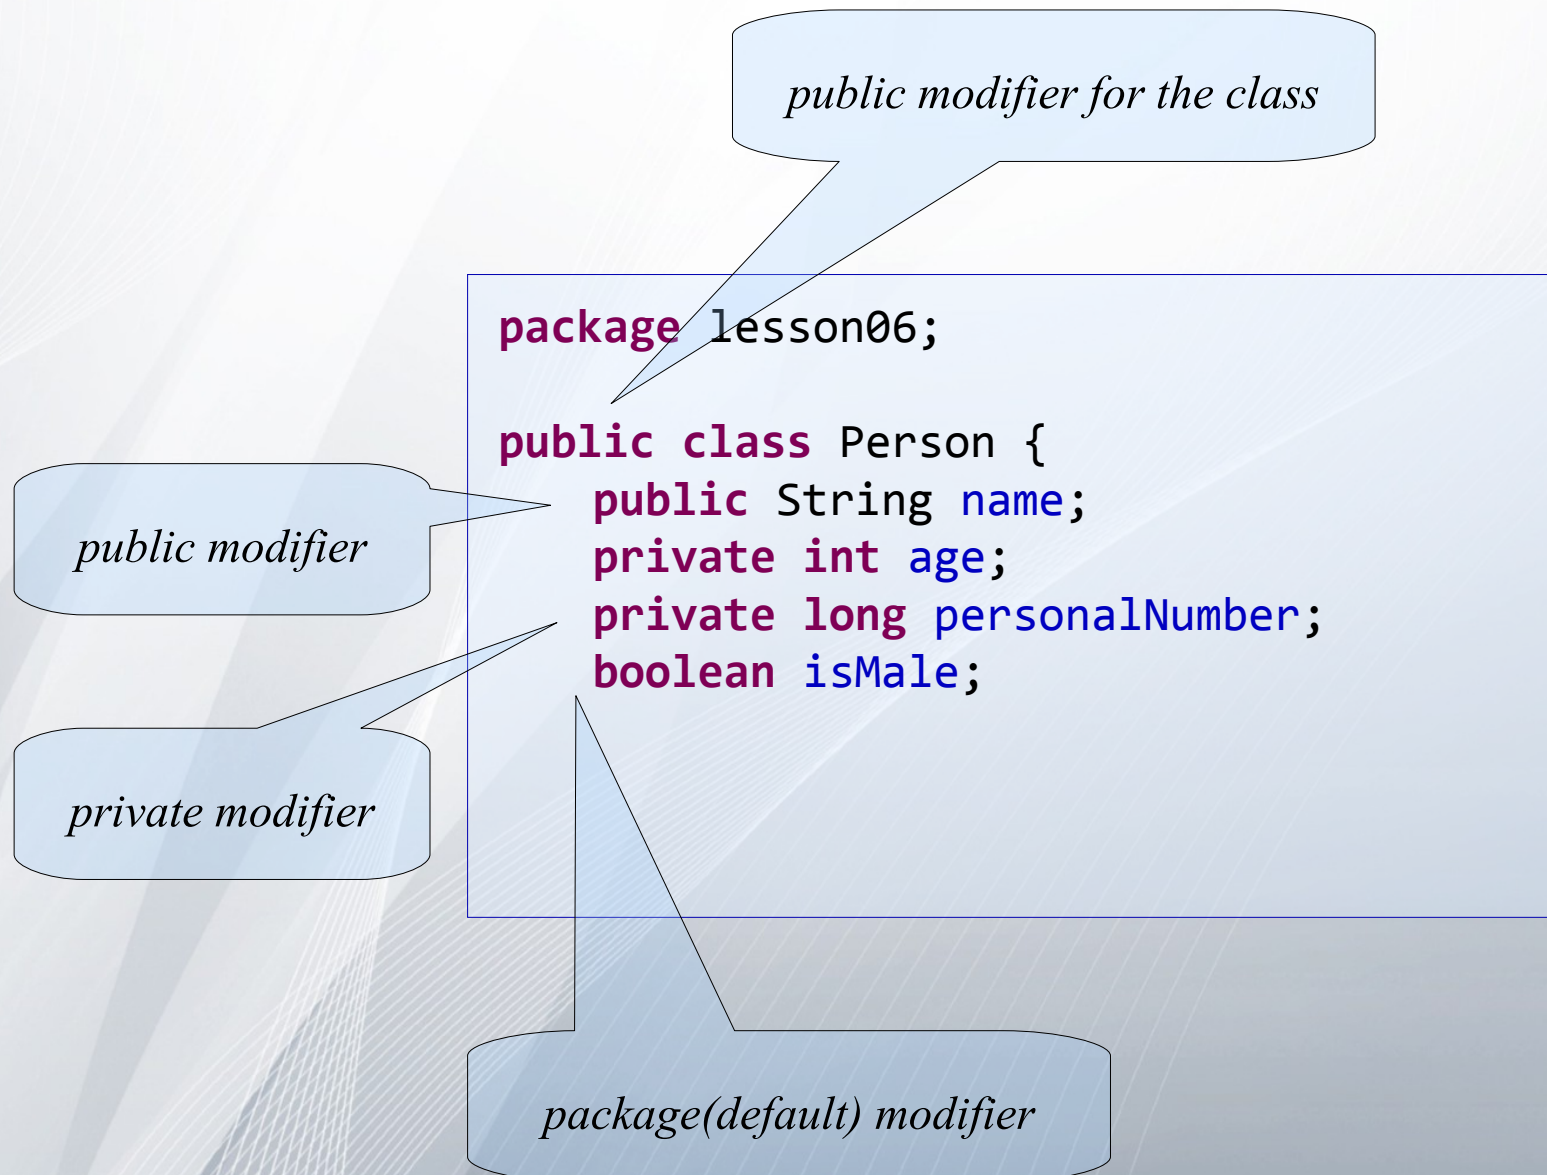 public modifier for the class
package lesson06;
public class Person {
public String name;
private int age;
private long personalNumber;
boolean isMale;
public modifier
private modifier
package(default) modifier